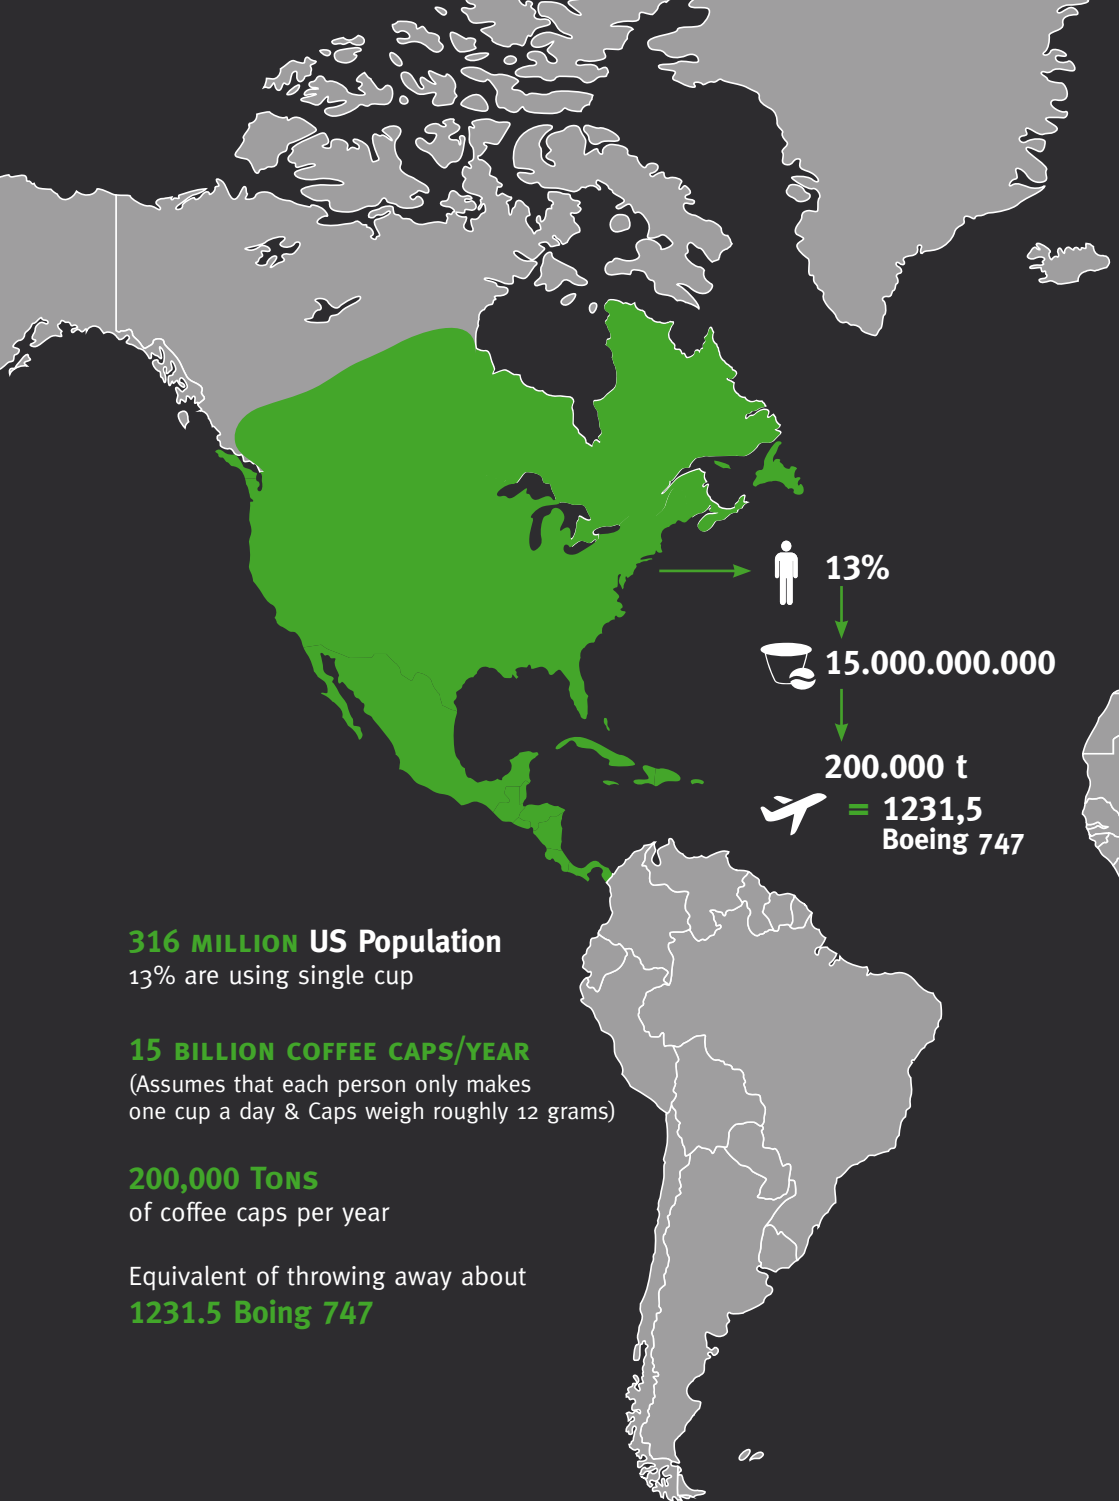 13%
15.000.000.000
200.000 t
= 1231,5
Boeing 747
316 MILLION US Population
13% are using single cup
15 BILLION COFFEE CAPS/YEAR
(Assumes that each person only makes
one cup a day & Caps weigh roughly 12 grams)
200,000 TONS
of coffee caps per year
Equivalent of throwing away about
1231.5 Boing 747